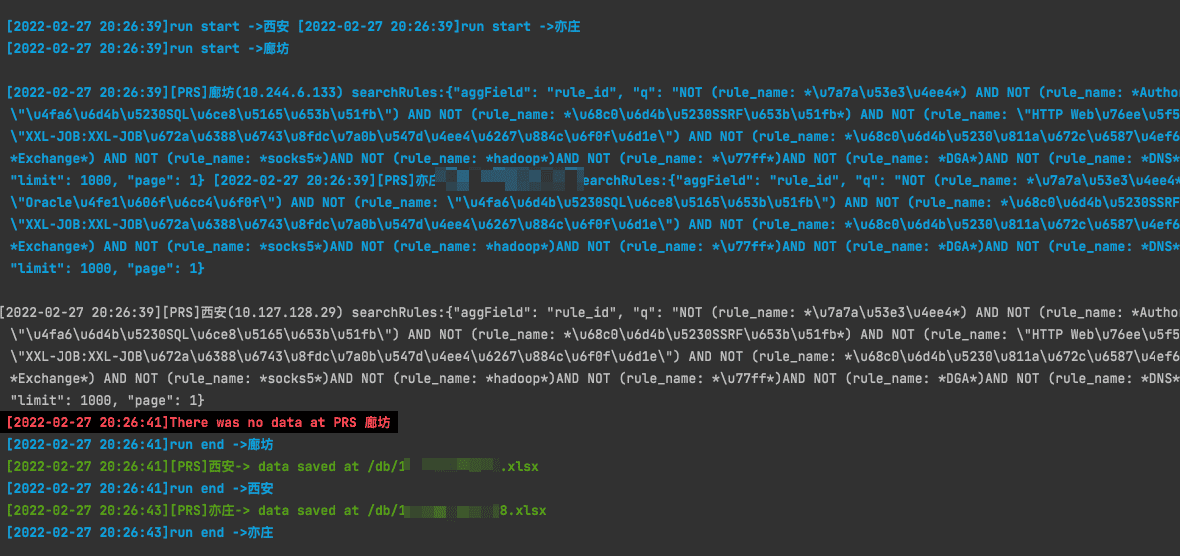 [2022-02-27 20:26:39]run start ->西安 [2022-02-27 20:26:39]run start ->亦庄
[2022-02-27 20:26:39]run start ->廊坊
[2022-02-27 20:26:39][PRS]廊坊(10.244.6.133) searchRules:{"aggField": "rule_id", "q": "NOT (rule_name: *\u7a7a\u53e3\u4ee4*) AND NOT (rule_name: *Autho
\"\u4fa6\u6d4b\u5230SQL\u6ce8\u5165\u653b\u51fb\") AND NOT (rule_name: *\u68c0\u6d4b\u5230SSRF\u653b\u51fb*) AND NOT (rule_name: \"HTTP Web\u76ee\u5f5
\"XXL-JOB:XXL-JOB\u672a\u6388\u6743\u8fdc\u7a0b\u547d\u4ee4\u6267\u884c\u6f0f\u6d1e\") AND NOT (rule_name: *\u68c0\u6d4b\u5230\u811a\u672c\u6587\u4ef6
*Exchange*) AND NOT (rule_name: *socks5*)AND NOT (rule_name: *hadoop*)AND NOT (rule_name: *\u77ff*)AND NOT (rule_name: *DGA*)AND NOT (rule_name: *DNS*
"limit": 1000, "page": 1} [2022-02-27 20:26:39][PRS]亦 earchRules:{"aggField": "rule_id", "q": "NOT (rule_name: *\u7a7a\u53e3\u4ee4*
\"Oracle\u4fe1\u606f\u6cc4\u6f0f\") AND NOT (rule_name: \"\u4fa6\u6d4b\u5230SQL\u6ce8\u5165\u653b\u51fb\") AND NOT (rule_name: *\u68c0\u6d4b\u5230SSRF
\"XXL-JOB:XXL-JOB\u672a\u6388\u6743\u8fdc\u7a0b\u547d\u4ee4\u6267\u884c\u6f0f\u6d1e\") AND NOT (rule_name: *\u68c0\u6d4b\u5230\u811a\u672c\u6587\u4ef6
*Exchange*) AND NOT (rule_name: *socks5*)AND NOT (rule_name: *hadoop*)AND NOT (rule_name: *\u77ff*)AND NOT (rule_name: *DGA*)AND NOT (rule_name: *DNS*
"limit": 1000, "page": 1}
[2022-02-27 20:26:39][PRS]西安(10.127.128.29) searchRules:{"aggField": "rule_id", "q": "NOT (rule_name: *\u7a7a\u53e3\u4ee4*) AND NOT (rule_name: *Autho
\"\u4fa6\u6d4b\u5230SQL\u6ce8\u5165\u653b\u51fb\") AND NOT (rule_name: *\u68c0\u6d4b\u5230SSRF\u653b\u51fb*) AND NOT (rule_name: \"HTTP Web\u76ee\u5f5
\"XXL-JOB:XXL-JOB\u672a\u6388\u6743\u8fdc\u7a0b\u547d\u4ee4\u6267\u884c\u6f0f\u6d1e\") AND NOT (rule_name: *\u68c0\u6d4b\u5230\u811a\u672c\u6587\u4ef6
*Exchange*) AND NOT (rule_name: *socks5*)AND NOT (rule_name: *hadoop*)AND NOT (rule_name: *\u77ff*)AND NOT (rule_name: *DGA*)AND NOT (rule_name: *DNS*
"limit": 1000, "page": 1}
[2022-02-27 20:26:41]There was no data at PRS 廊坊
[2022-02-27 20:26:41]run end ->廊坊
[2022-02-27 20:26:41][PRS]西安-> data saved at /db/1 .xlsx
[2022-02-27 20:26:41]run end ->西安
[2022-02-27 20:26:43][PRS]亦庄-> data saved at /db/1 8.xlsx
[2022-02-27 20:26:43]run end ->亦庄